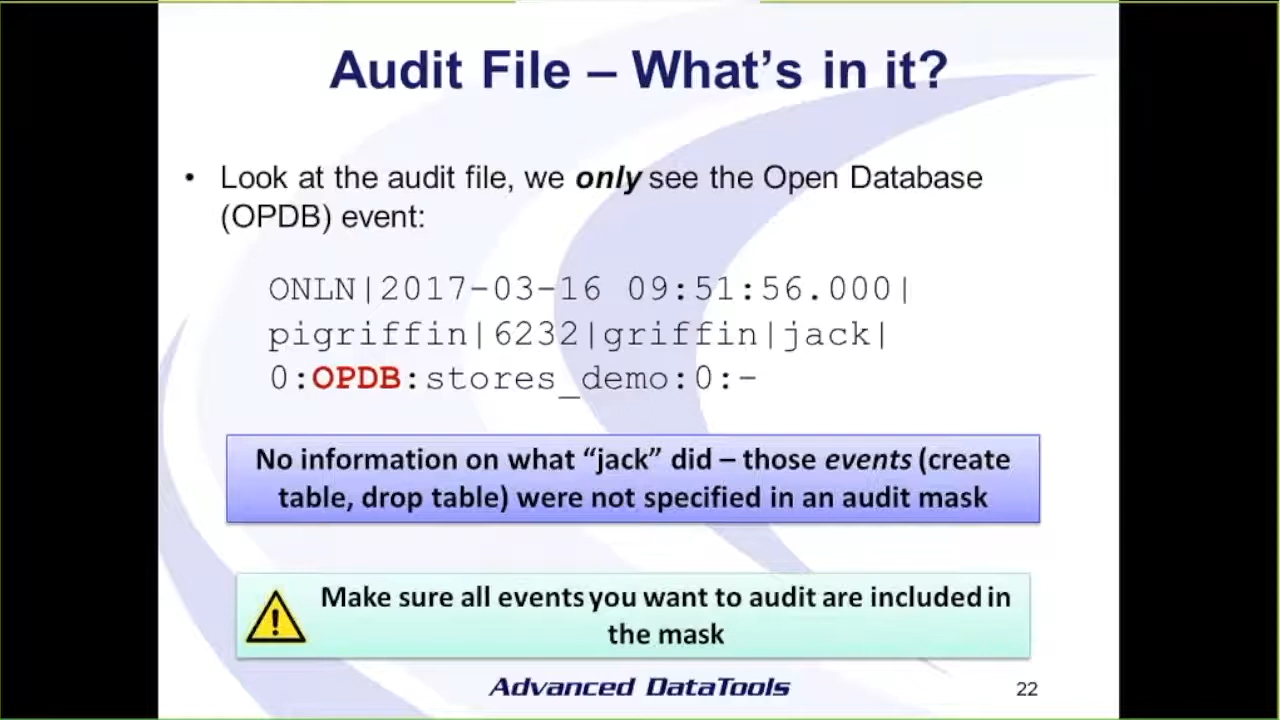 Audit File – What's in it?
• Look at the audit file, we only see the Open Database
(OPDB) event:
ONLN|2017-03-16 09:51:56.000|
pigriffin|6232|griffin|jack|
0:OPDB:stores_demo:0:-
No information on what “jack” did – those events (create
table, drop table) were not specified in an audit mask
Make sure all events you want to audit are included in
the mask
Advanced DataTools
22